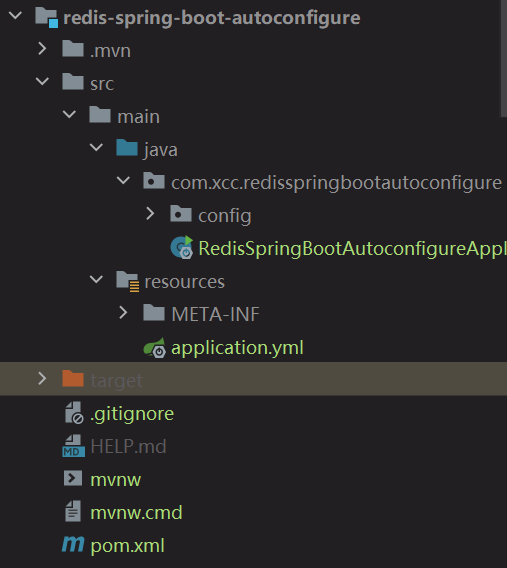 redis-spring-boot-autoconfigure
.mvn
src
main
java
com.xcc.redisspringbootautoconfigure
config
RedisSpringBootAutoconfigureAppl
resources
META-INF
application.yml
target
.gitignore
HELP.md
mvnw
mvnw.cmd
pom.xml